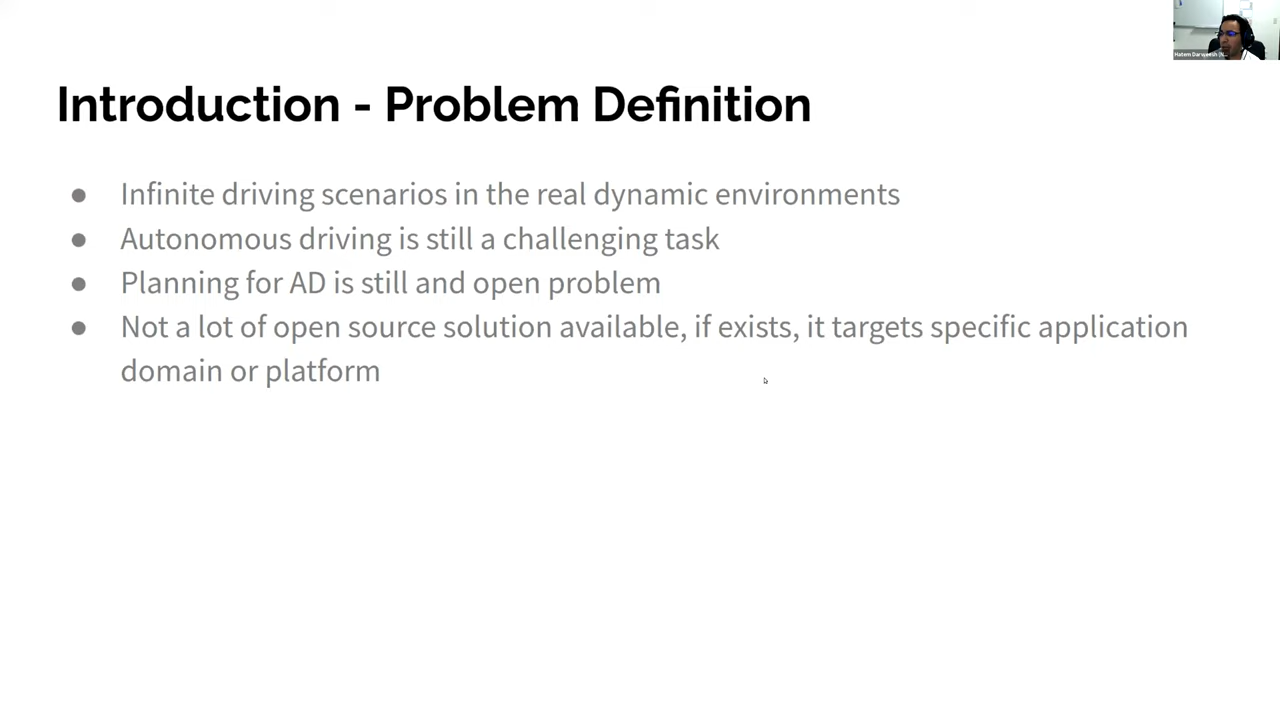 Hatem Darweesh
Introduction - Problem Definition
● Infinite driving scenarios in the real dynamic environments
● Autonomous driving is still a challenging task
● Planning for AD is still and open problem
● Not a lot of open source solution available, if exists, it targets specific application
domain or platform